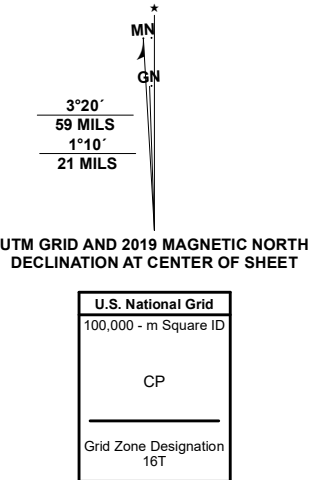 MN
GN
3°20´
59 MILS
1°10´
21 MILS
UTM GRID AND 2019 MAGNETIC NORTH
DECLINATION AT CENTER OF SHEET
U.S. National Grid
100,000 - m Square ID
CP
Grid Zone Designation
16T